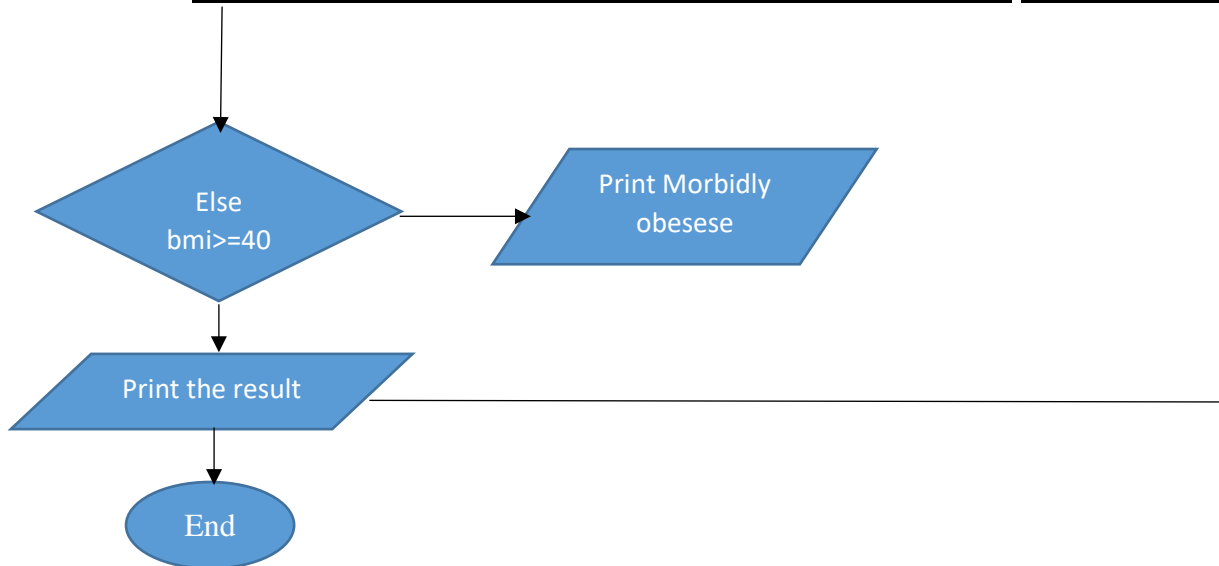 Else
bmi>=40
Print Morbidly
obesese
Print the result
End